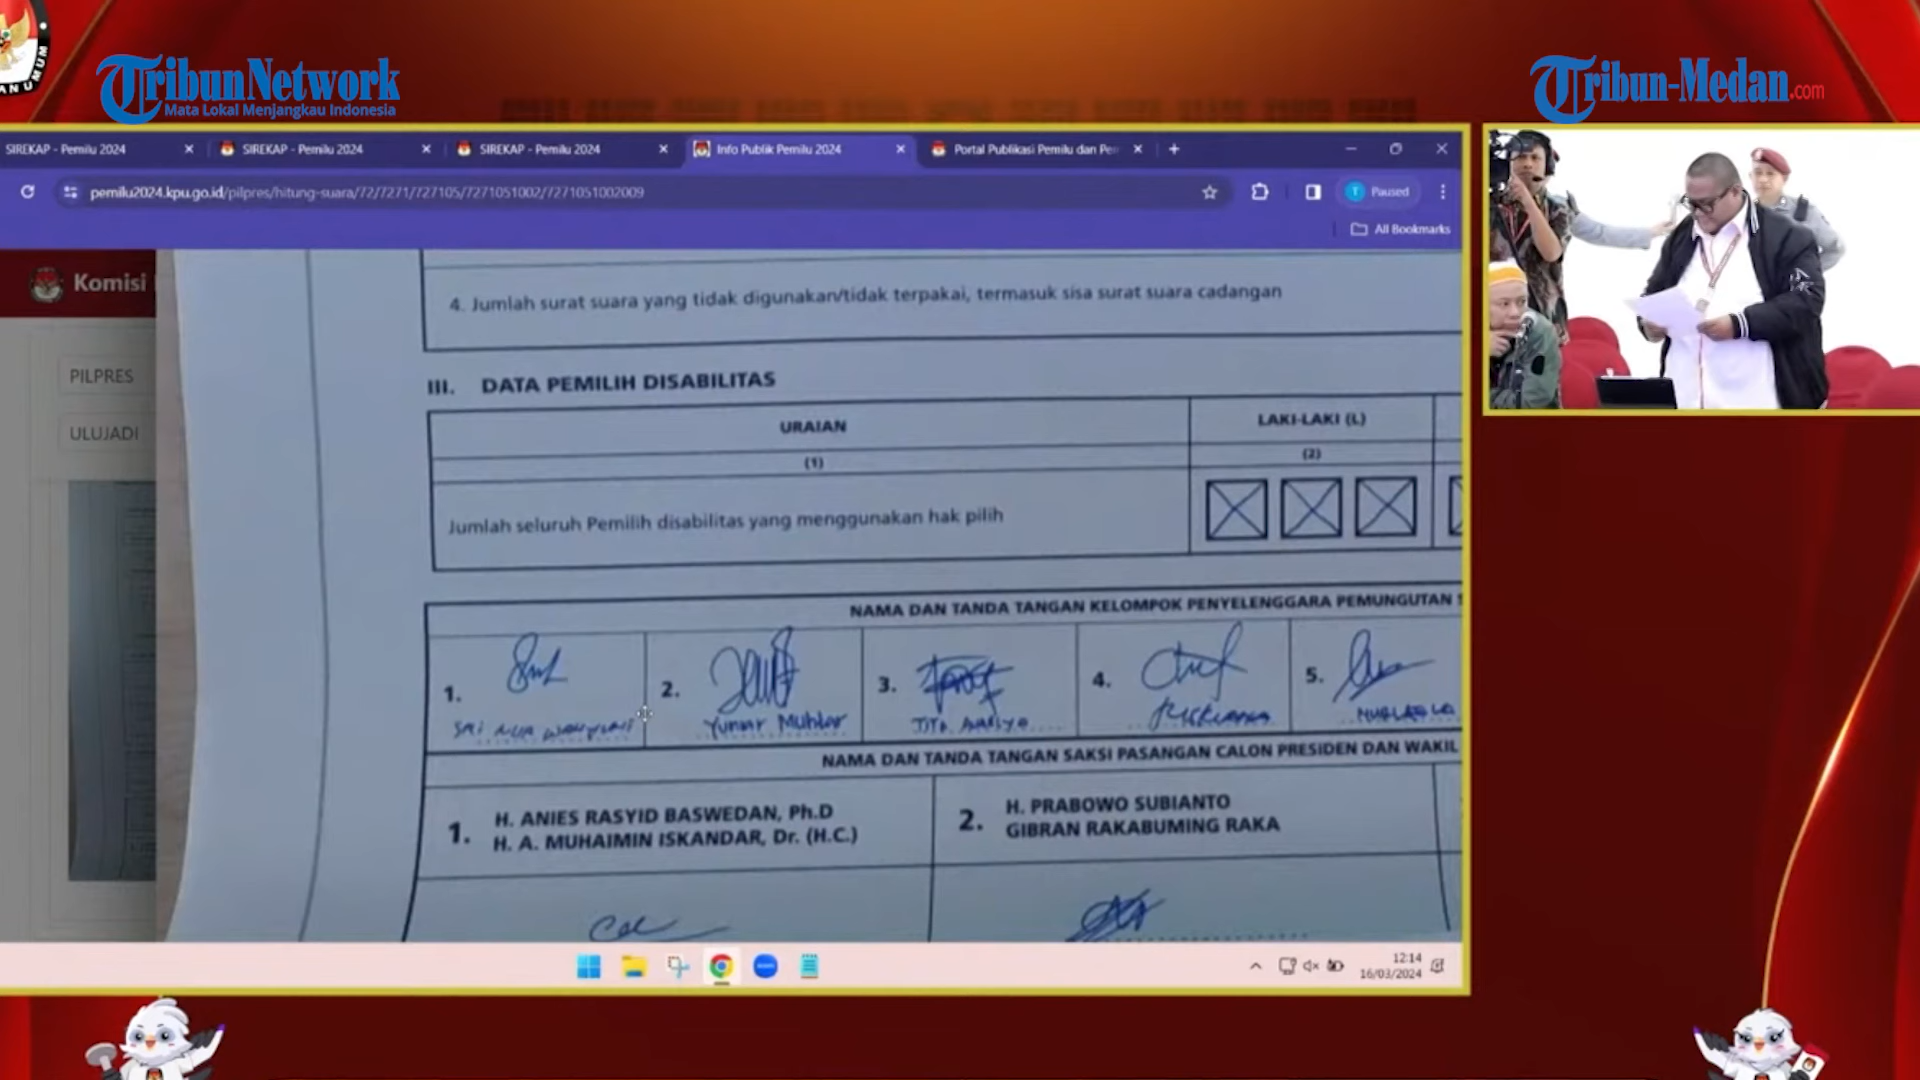 AN UMUM
TribunNetwork
Mata Lokal Menjangkau Indonesia
Tribun-Medan.com
SIREKAP - Pemilu 2024
SIREKAP - Pemilu 2024
SIREKAP - Pemilu 2024
Info Publik Pemilu 2024
Portal Publikasi Pemilu dan Pe
pemilu2024.kpu.go.id/pilpres/hitung-suara/72/7271/727105/7271051002/7271051002009
T Paused
All Bookmarks
Komisi
PILPRES
ULUJADI
4. Jumlah surat suara yang tidak digunakan/tidak terpakai, termasuk sisa surat suara cadangan
III. DATA PEMILIH DISABILITAS
URAIAN
LAKI-LAKI (L)
(1)
(2)
Jumlah seluruh Pemilih disabilitas yang menggunakan hak pilih
NAMA DAN TANDA TANGAN KELOMPOK PENYELENGGARA PEMUNGUTAN
1.
2.
3.
4.
5.
Yunar Muhtar
NAMA DAN TANDA TANGAN SAKSI PASANGAN CALON PRESIDEN DAN WAKIL
1. H. ANIES RASYID BASWEDAN, Ph.D
H. A. MUHAIMIN ISKANDAR, Dr. (H.C.)
2. H. PRABOWO SUBIANTO
GIBRAN RAKABUMING RAKA
12:14
16/03/2024